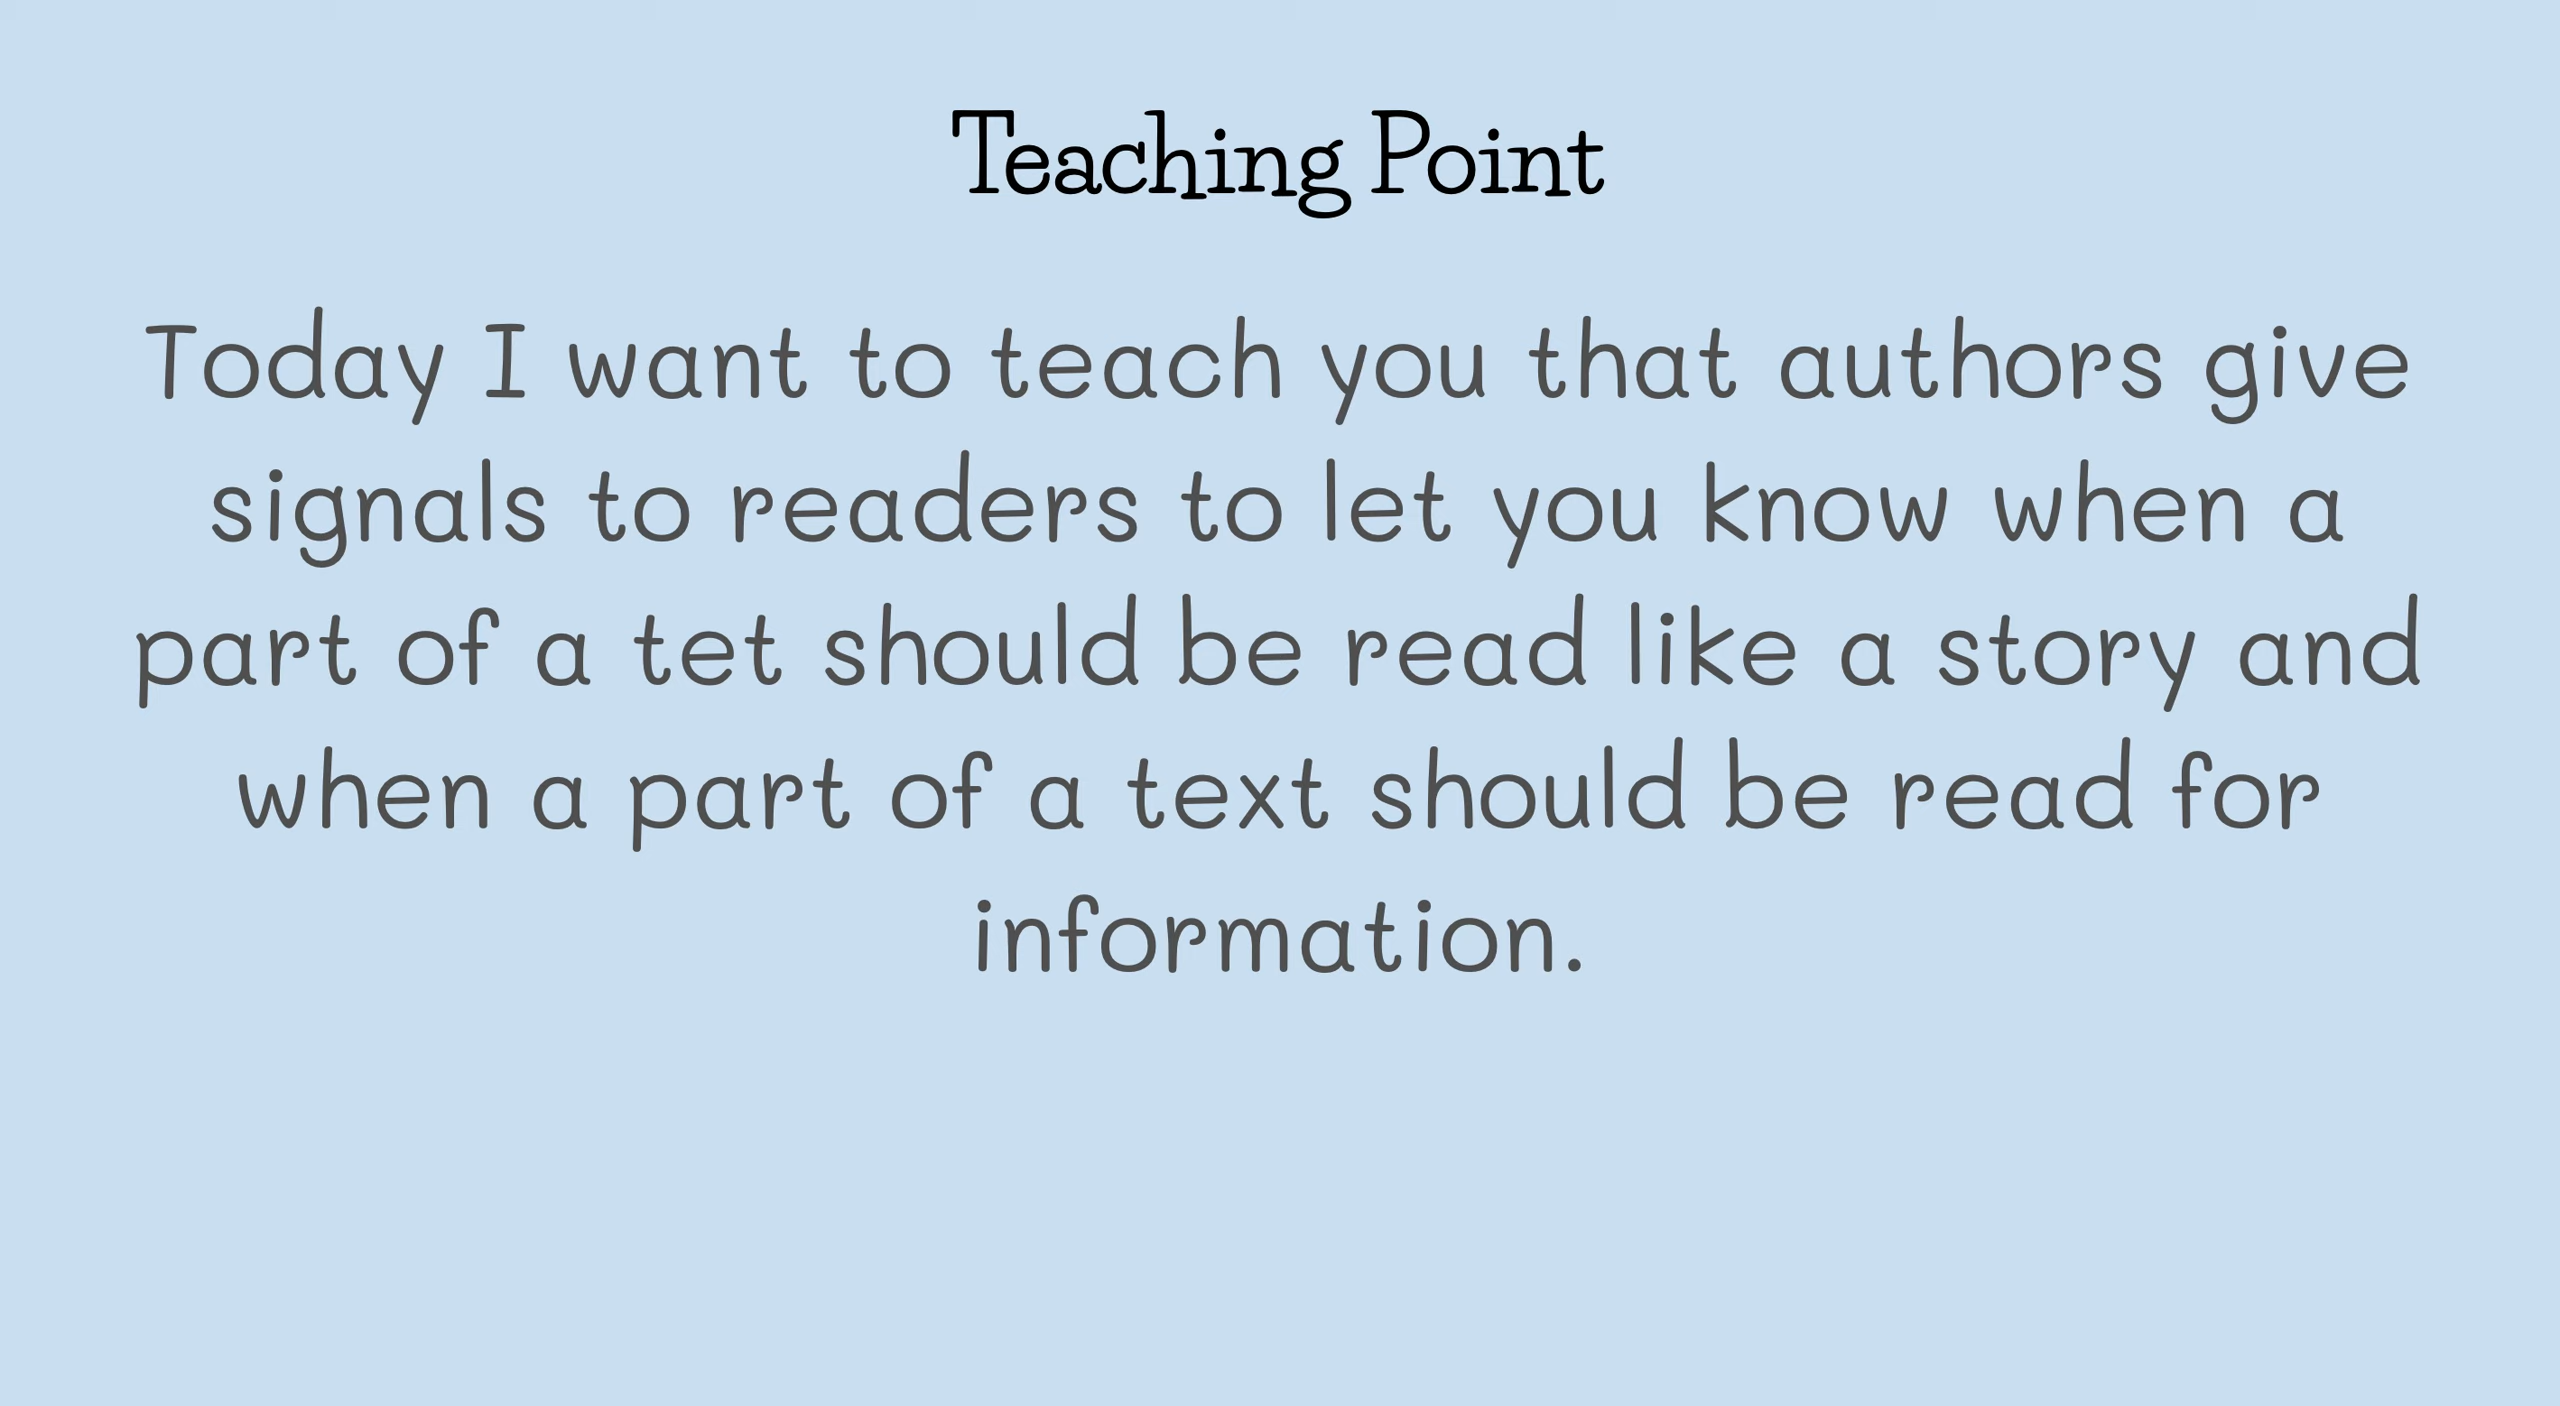 Teaching Point
Today I want to teach you that authors give
signals to readers to let you know when a
part of a tet should be read like a story and
when a part of a text should be read for
information.